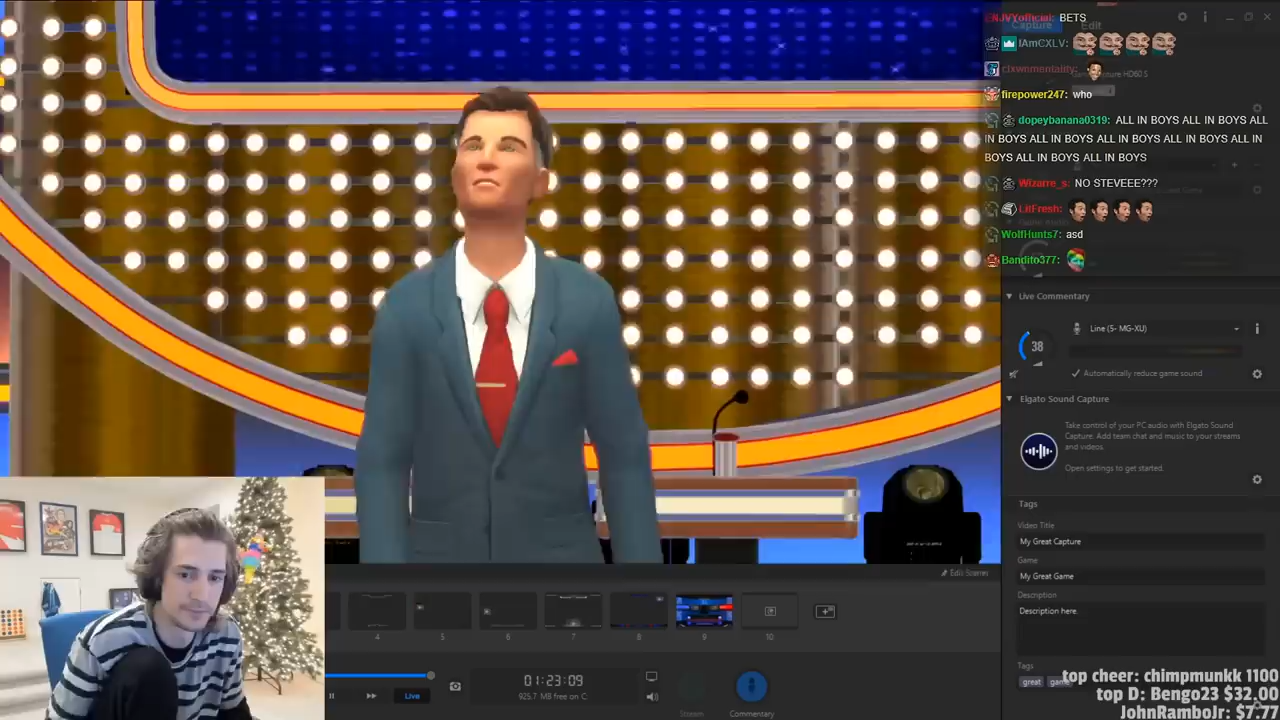 ENJVYofficial: BETS
Capture
Edit
IAmCXLV:
clxwnmentality:
Capture HD60 S
firepower247: who
dopeybanana0319: ALL IN BOYS ALL IN BOYS ALL
IN BOYS ALL IN BOYS ALL IN BOYS ALL IN BOYS ALL IN
BOYS ALL IN BOYS ALL IN BOYS
Wizarre_s: NO STEVEEE???
LitFresh:
WolfHunts7: asd
Bandito377:
Live Commentary
Line (5- MG-XU)
38
Automatically reduce game sound
Elgato Sound Capture
Take control of your PC audio with Elgato
Sound Capture. Add team chat and music to your streams
and videos.
Open settings to get started.
Tags
Video Title
My Great Capture
Game
My Great Game
Description
Description here.
Tags
great game
Edit Scenes
4 5 6 7 8 9 10
Live
01:23:09
925.7 MB free on C:
Stream
Commentary
top cheer: chimpmunkk 1100
top D: Bengo23 $32.00
JohnRamboJr: $7.77